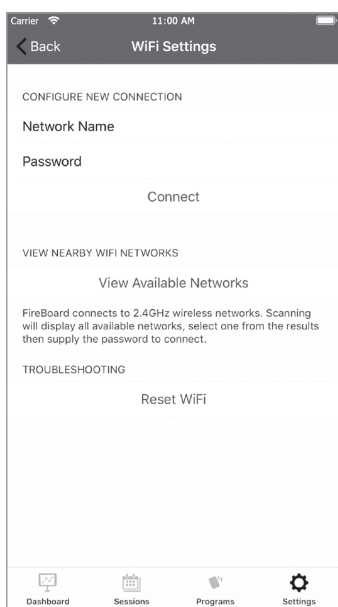 Carrier 11:00 AM
Back WiFi Settings
CONFIGURE NEW CONNECTION
Network Name
Password
Connect
VIEW NEARBY WIFI NETWORKS
View Available Networks
FireBoard connects to 2.4GHz wireless networks. Scanning
will display all available networks, select one from the results
then supply the password to connect.
TROUBLESHOOTING
Reset WiFi
Dashboard Sessions Programs Settings